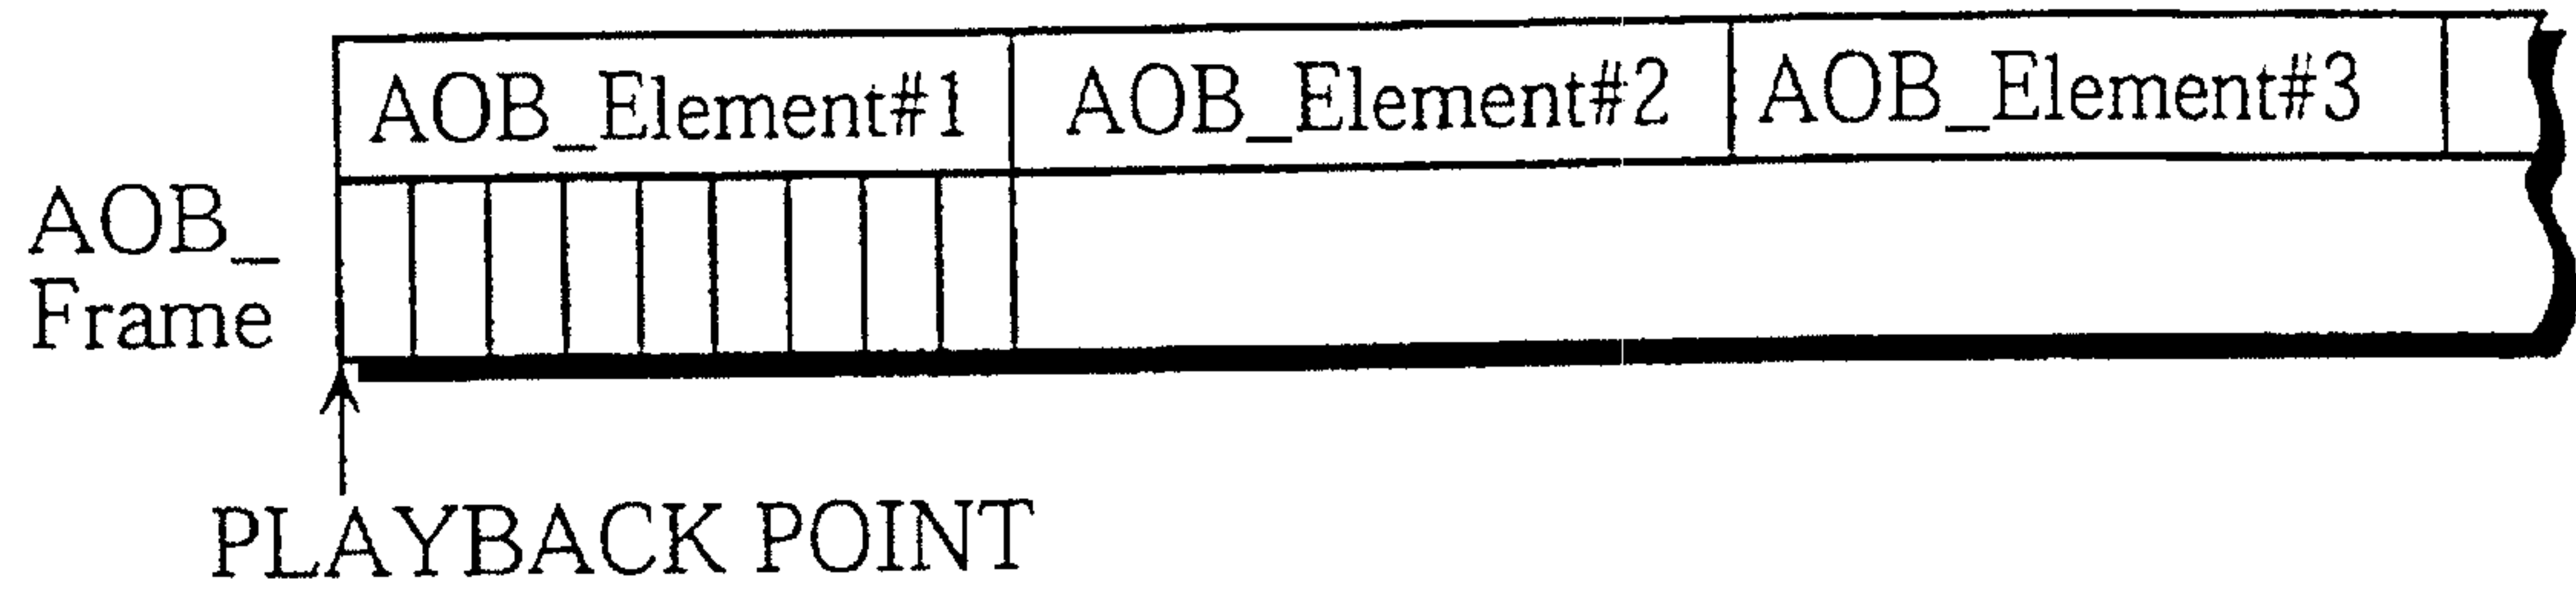 AOB_Element#1 AOB_Element#2 AOB_Element#3
AOB_
Frame
PLAYBACK POINT